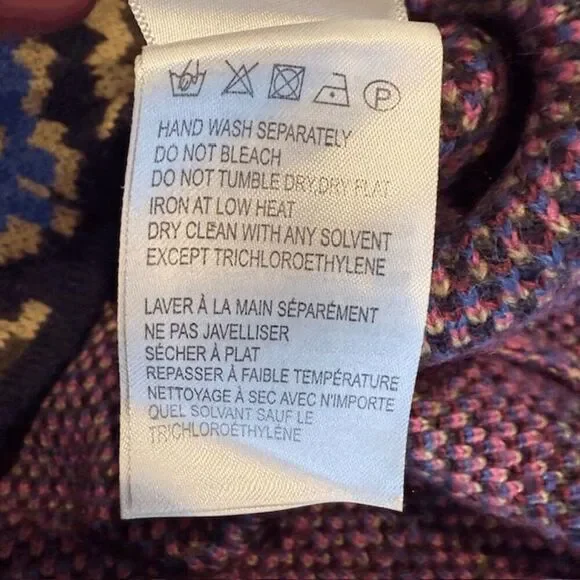 P
HAND WASH SEPARATELY
DO NOT BLEACH
DO NOT TUMBLE DRY,DRY FLAT
IRON AT LOW HEAT
DRY CLEAN WITH ANY SOLVENT
EXCEPT TRICHLOROETHYLENE
LAVER À LA MAIN SÉPARÉMENT
NE PAS JAVELLISER
SÉCHER À PLAT
REPASSER À FAIBLE TEMPÉRATURE
NETTOYAGE À SEC AVEC N'IMPORTE
QUEL SOLVANT SAUF LE
TRICHLOROÉTHYLÈNE